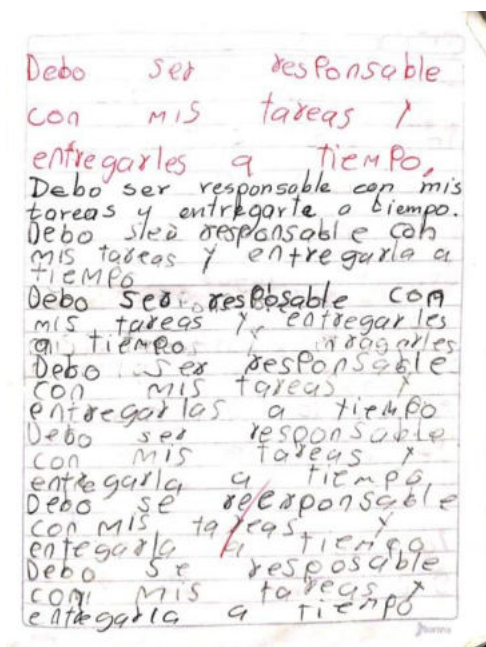 Debo ser responsable
con mis tareas y
entregarles a tiempo.
Debo ser responsable con mis
tareas y entregarla a tiempo.
Debo ser responsable con
mis tareas y entregarla a
tiempo
Debo ser resposable con
mis tareas y entregarles
a tiempo
Debo ser responsable
con mis tareas y
entregarlas a tiempo
Debo ser responsable
con mis tareas y
entregarla a tiempo
Debo se reerponsable
con mis tareas y
entegarla a tiempo
Debo se resposable
con mis tareas y
entregarla a tiempo